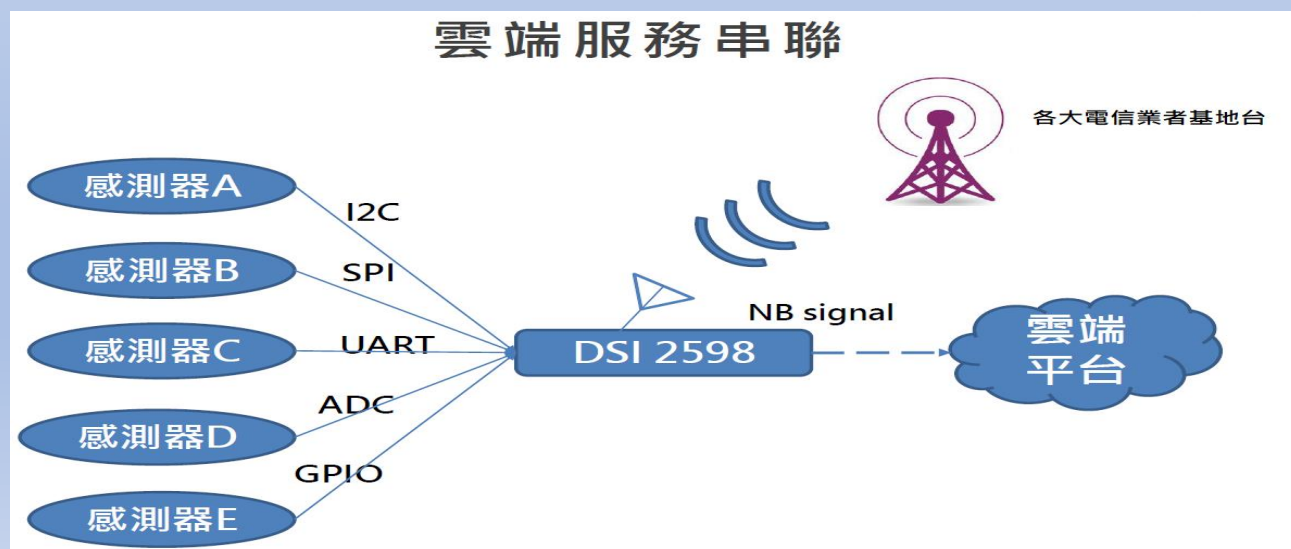 雲端服務串聯
各大電信業者基地台
感測器A
I2C
感測器B
SPI
感測器C
UART
感測器D
ADC
感測器E
GPIO
DSI 2598
NB signal
雲端
平台